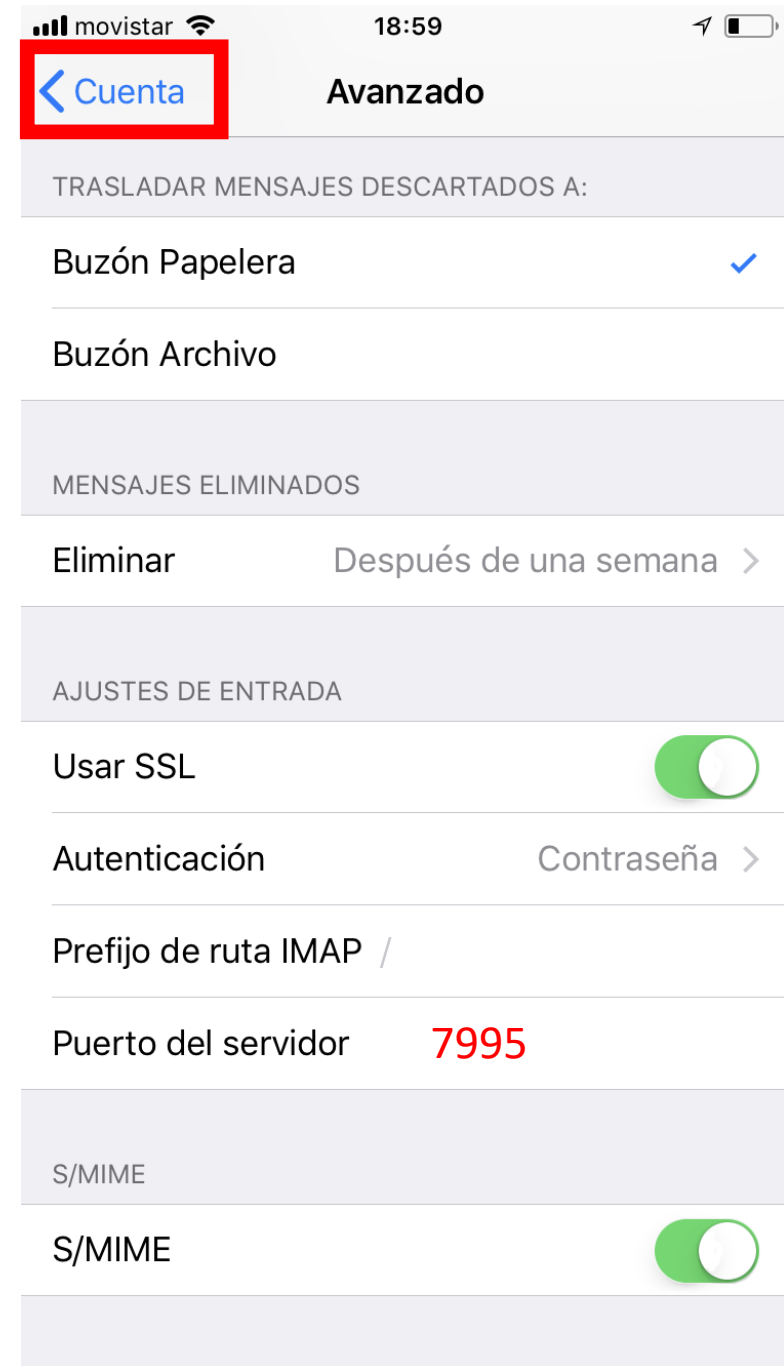 movistar 18:59
Cuenta Avanzado
TRASLADAR MENSAJES DESCARTADOS A:
Buzón Papelera
Buzón Archivo
MENSAJES ELIMINADOS
Eliminar Después de una semana
AJUSTES DE ENTRADA
Usar SSL
Autenticación Contraseña
Prefijo de ruta IMAP /
Puerto del servidor 7995
S/MIME
S/MIME